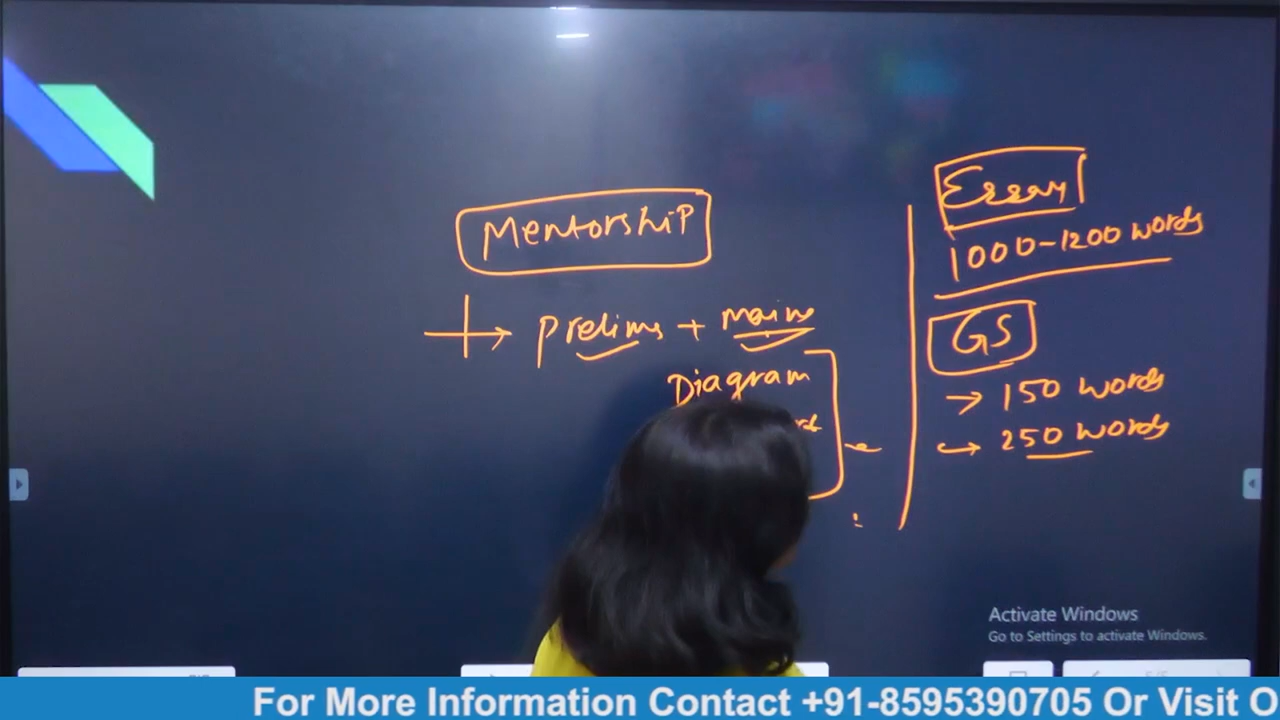 Mentorship
prelims + mains
Diagram
Essay
1000-1200 words
GS
→ 150 words
→ 250 words
Activate Windows
Go to Settings to activate Windows.
For More Information Contact +91-8595390705 Or Visit O